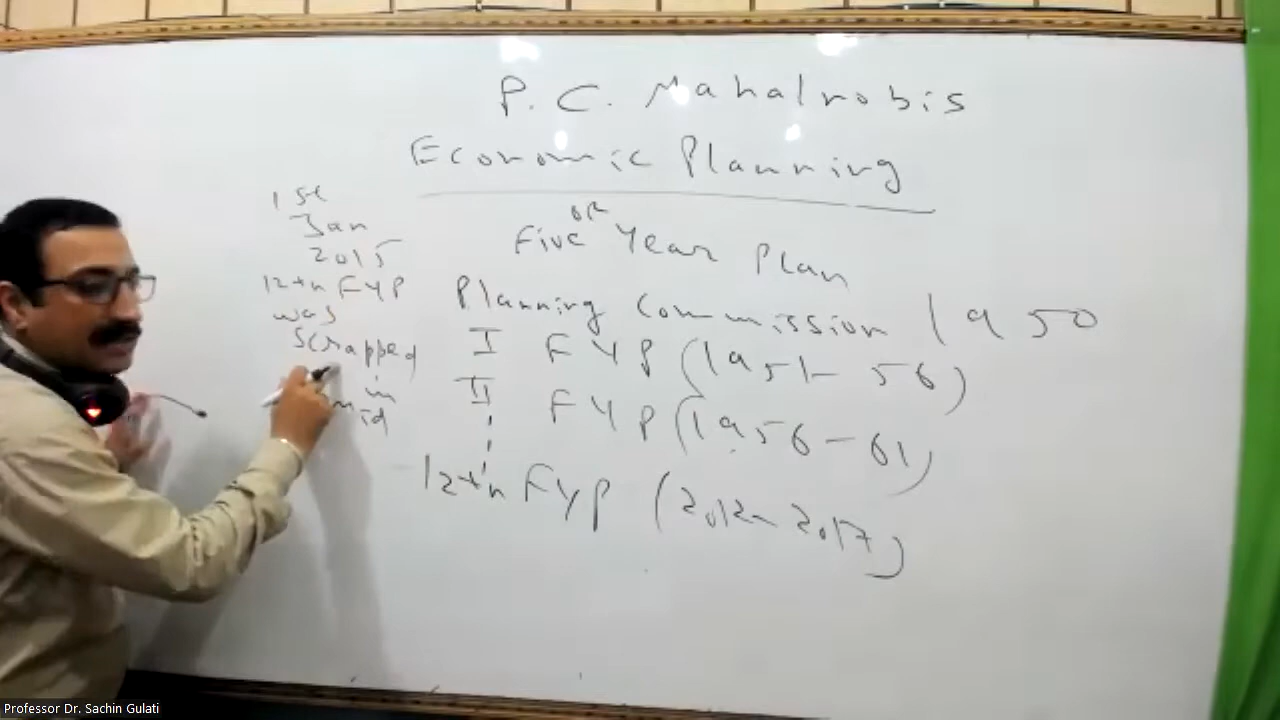 P. C. Mahalnobis
Economic Planning
or
Five Year Plan
Planning Commission 1950
I FYP (1951-56)
II FYP (1956-61)
12th FYP (2012-2017)
1st
Jan
2015
12th FYP
was
Scrapped
in
mid
Professor Dr. Sachin Gulati